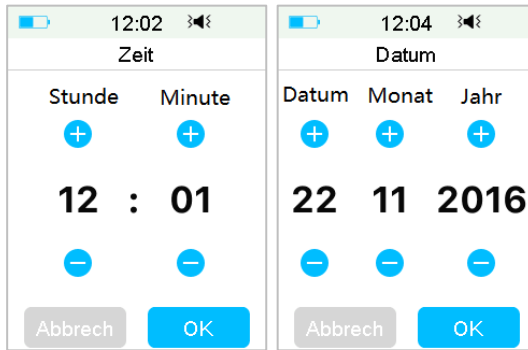 12:02
Zeit
Stunde Minute
12 : 01
Abbrech OK
12:04
Datum
Datum Monat Jahr
22 11 2016
Abbrech OK